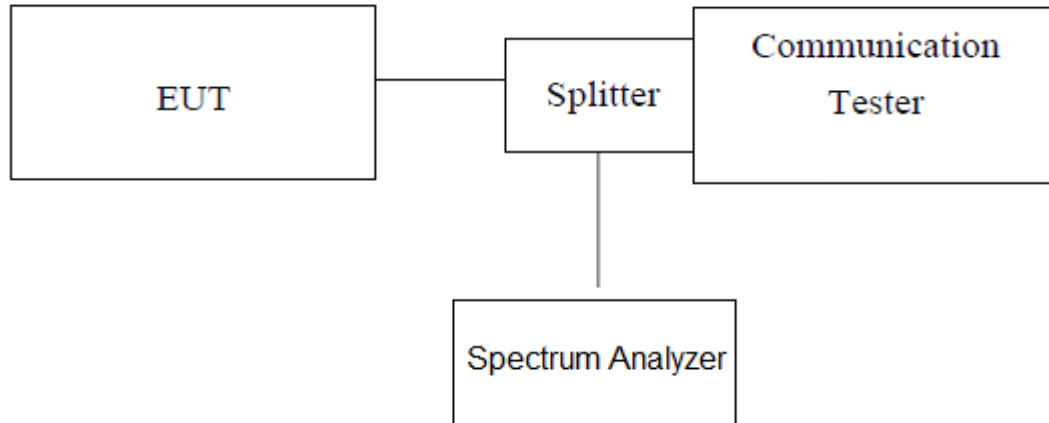 EUT
Splitter
Communication
Tester
Spectrum Analyzer